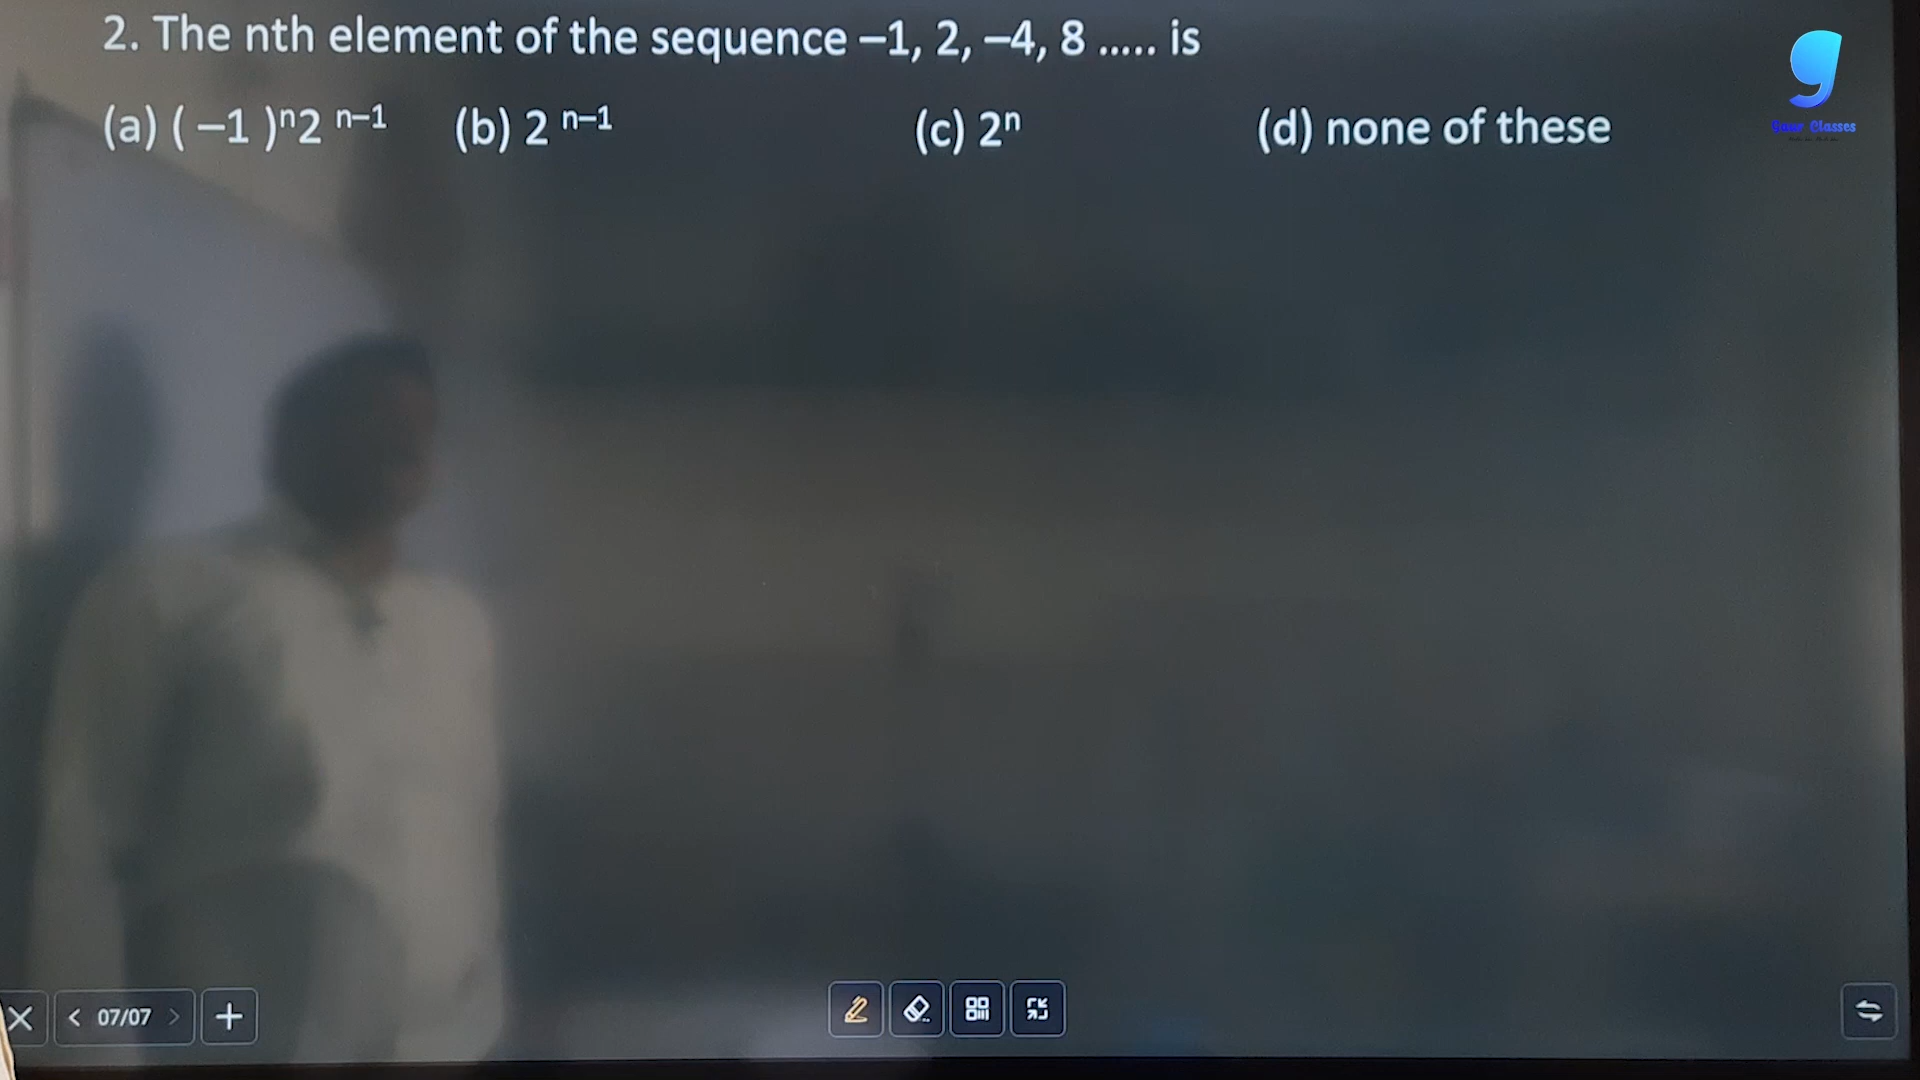 2. The nth element of the sequence –1, 2, –4, 8 ..... is
(a) ( –1 )ⁿ2 ⁿ⁻¹ (b) 2 ⁿ⁻¹ (c) 2ⁿ (d) none of these
g
Gaur Classes
07/07